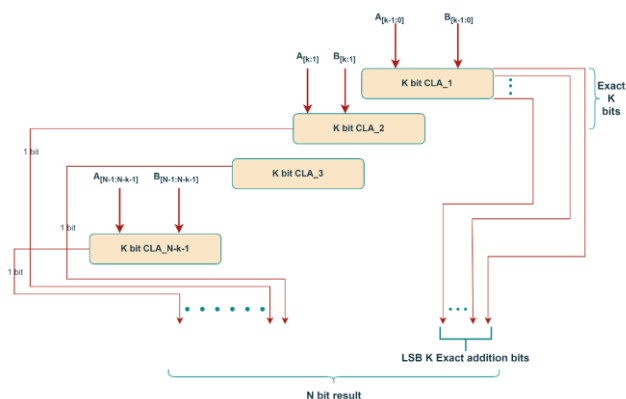 A[k-1:0] B[k-1:0]
A[k:1] B[k:1]
K bit CLA_1
Exact
K
bits
K bit CLA_2
1 bit
K bit CLA_3
A[N-1:N-k-1] B[N-1:N-k-1]
1 bit
K bit CLA_N-k-1
1 bit
LSB K Exact addition bits
N bit result